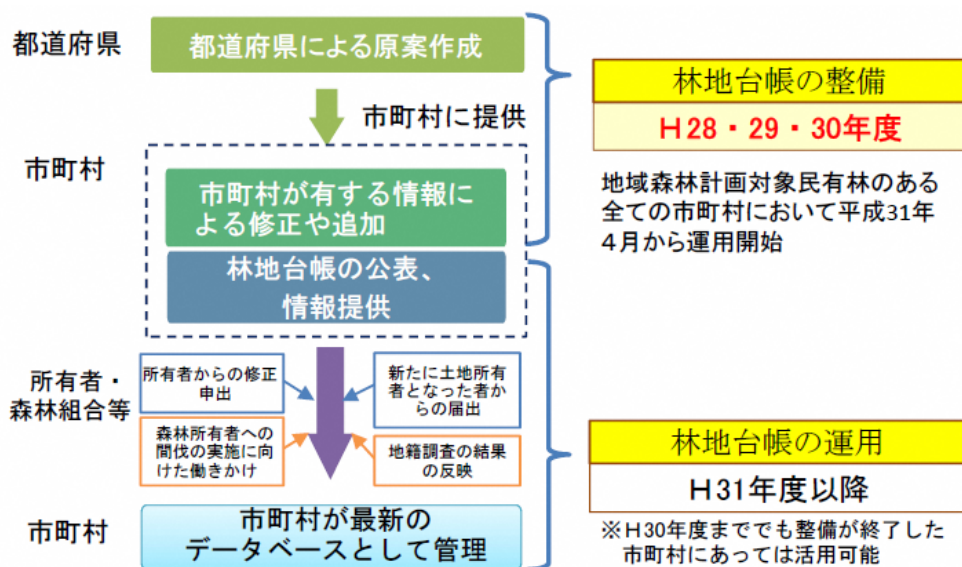 都道府県
都道府県による原案作成
市町村に提供
市町村
市町村が有する情報に
よる修正や追加
林地台帳の公表、
情報提供
林地台帳の整備
H28・29・30年度
地域森林計画対象民有林のある
全ての市町村において平成31年
4月から運用開始
所有者・
森林組合等
所有者からの修正
申出
新たに土地所有
者となった者か
らの届出
森林所有者への
間伐の実施に向
けた働きかけ
地籍調査の結果
の反映
市町村
市町村が最新の
データベースとして管理
林地台帳の運用
H31年度以降
※H30年度まででも整備が終了した
市町村にあっては活用可能